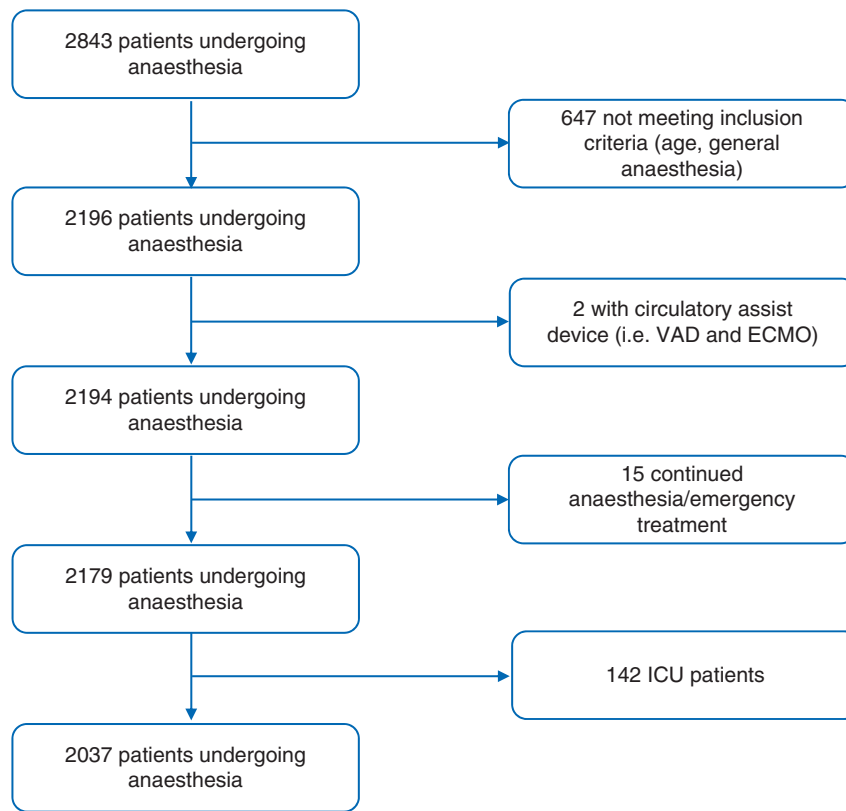 2843 patients undergoing
anaesthesia
647 not meeting inclusion
criteria (age, general
anaesthesia)
2196 patients undergoing
anaesthesia
2 with circulatory assist
device (i.e. VAD and ECMO)
2194 patients undergoing
anaesthesia
15 continued
anaesthesia/emergency
treatment
2179 patients undergoing
anaesthesia
142 ICU patients
2037 patients undergoing
anaesthesia